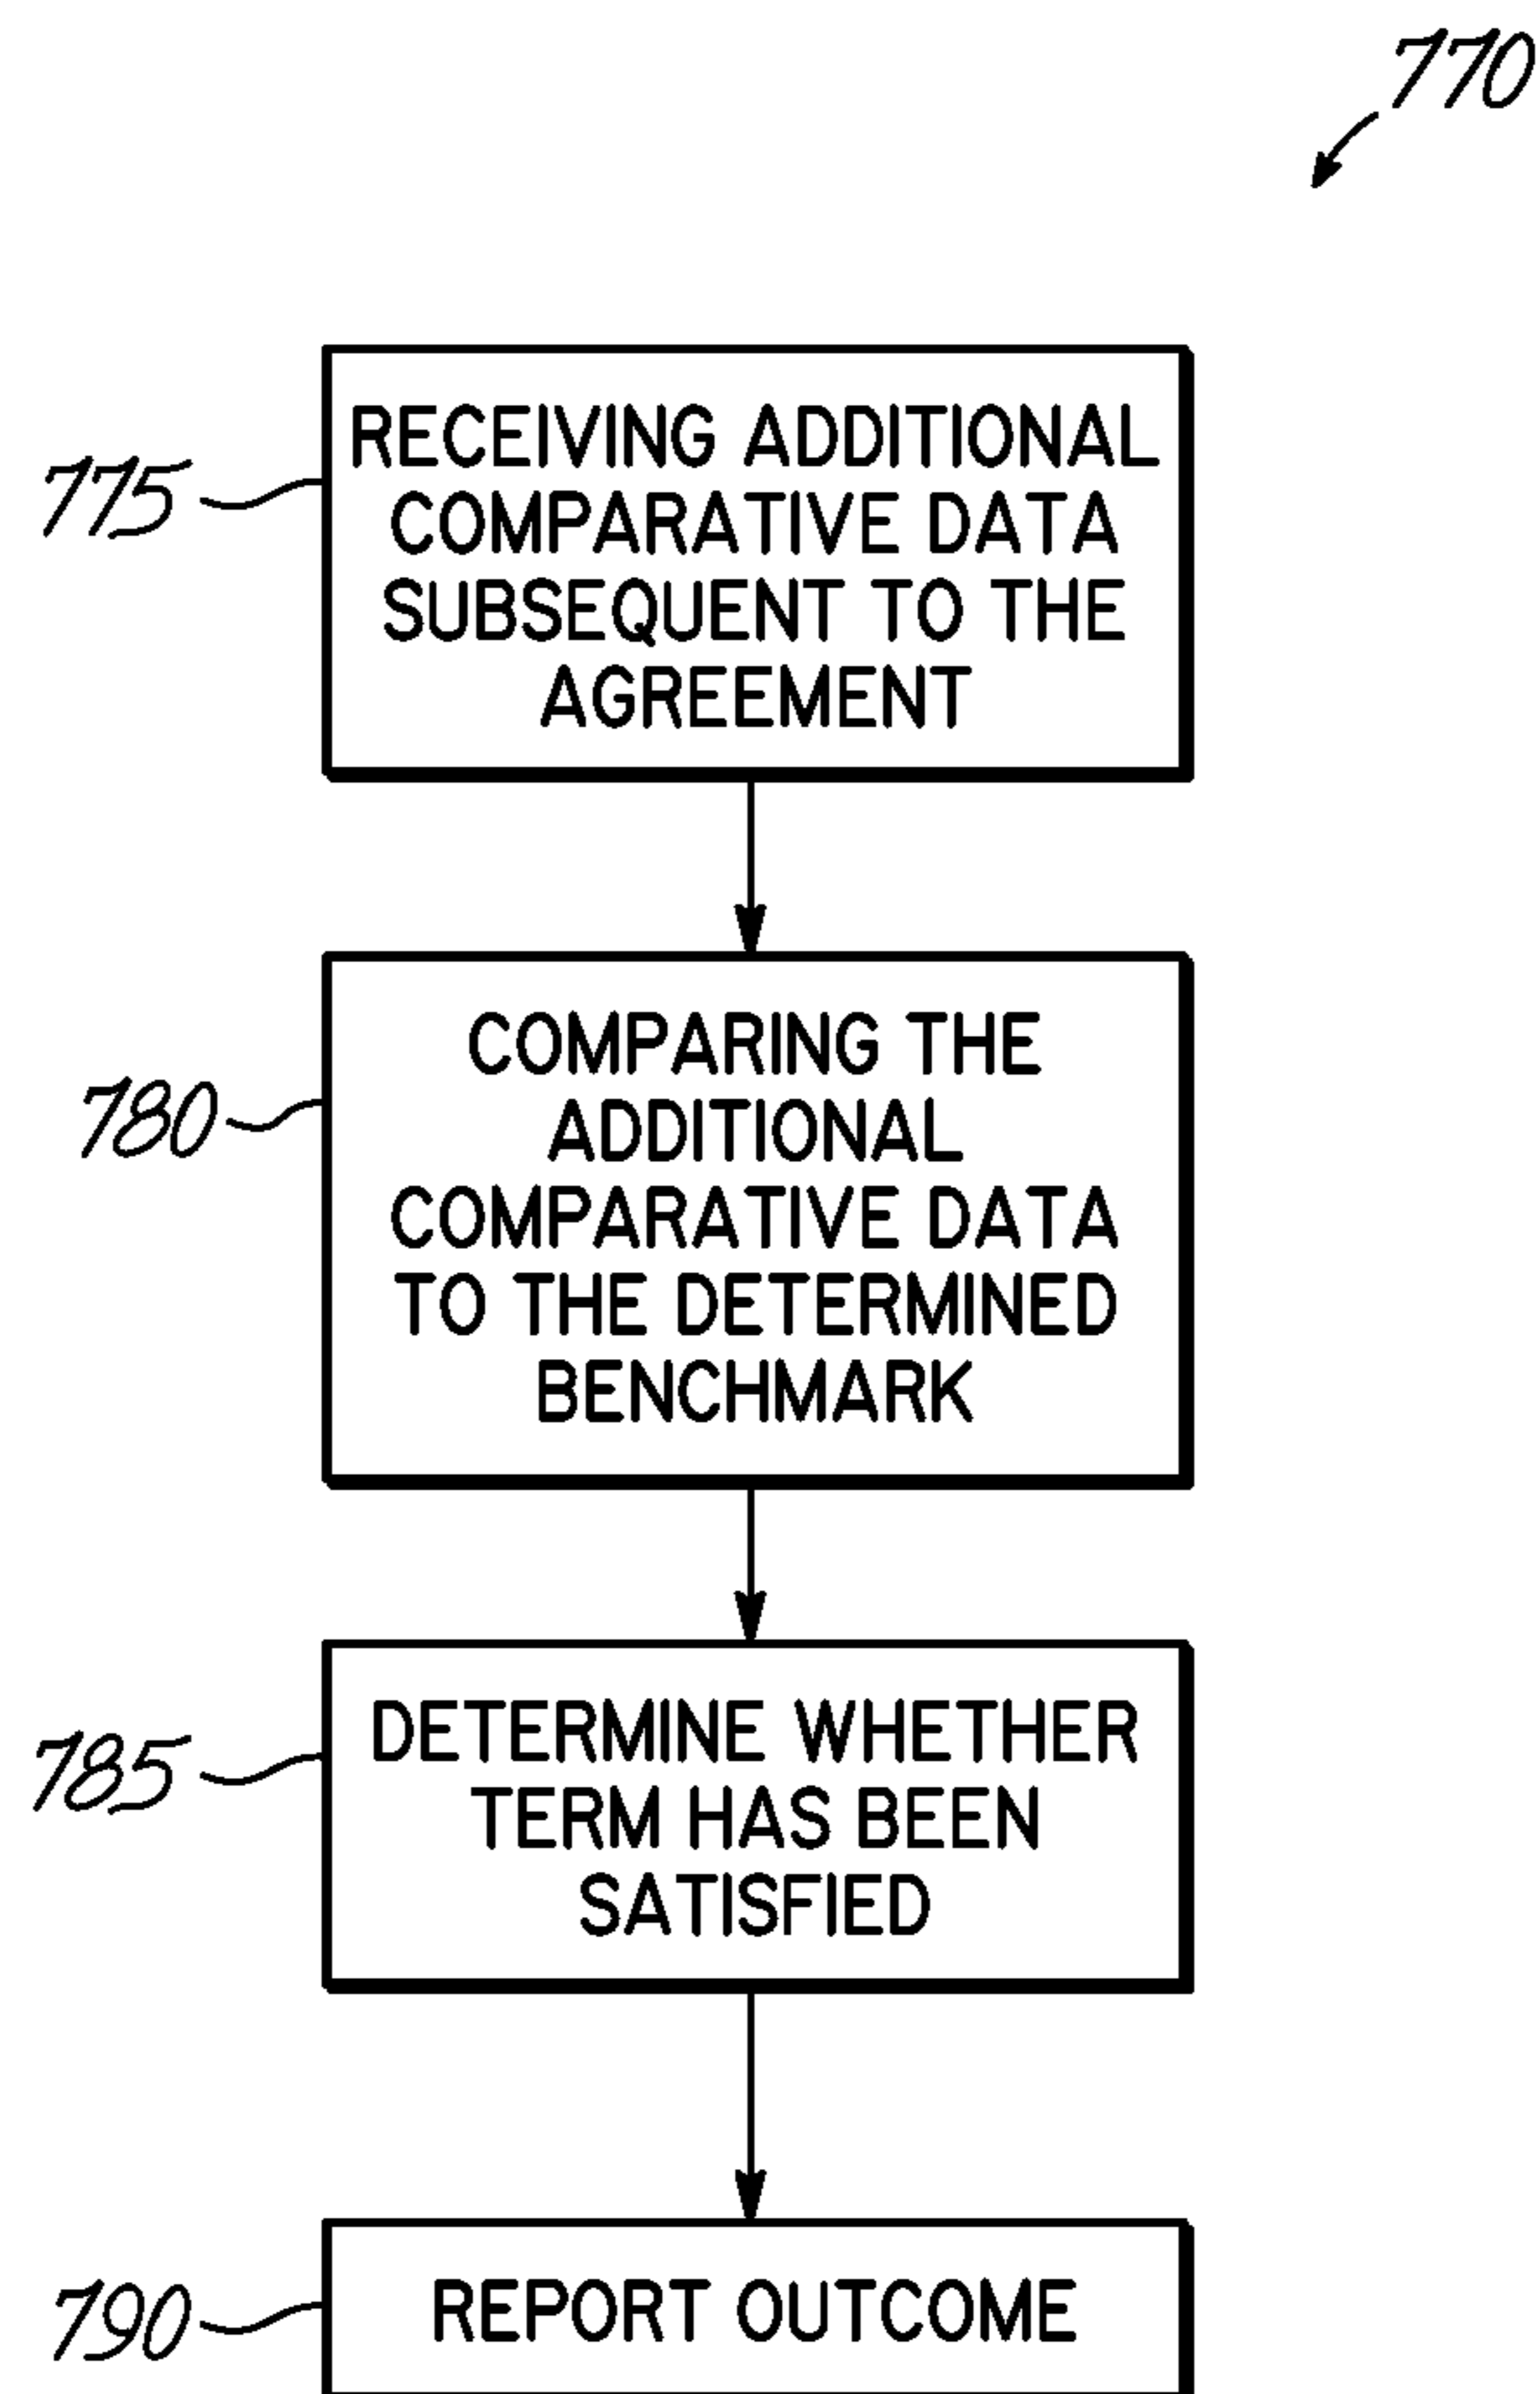 770
775
RECEIVING ADDITIONAL
COMPARATIVE DATA
SUBSEQUENT TO THE
AGREEMENT
780
COMPARING THE
ADDITIONAL
COMPARATIVE DATA
TO THE DETERMINED
BENCHMARK
785
DETERMINE WHETHER
TERM HAS BEEN
SATISFIED
790
REPORT OUTCOME